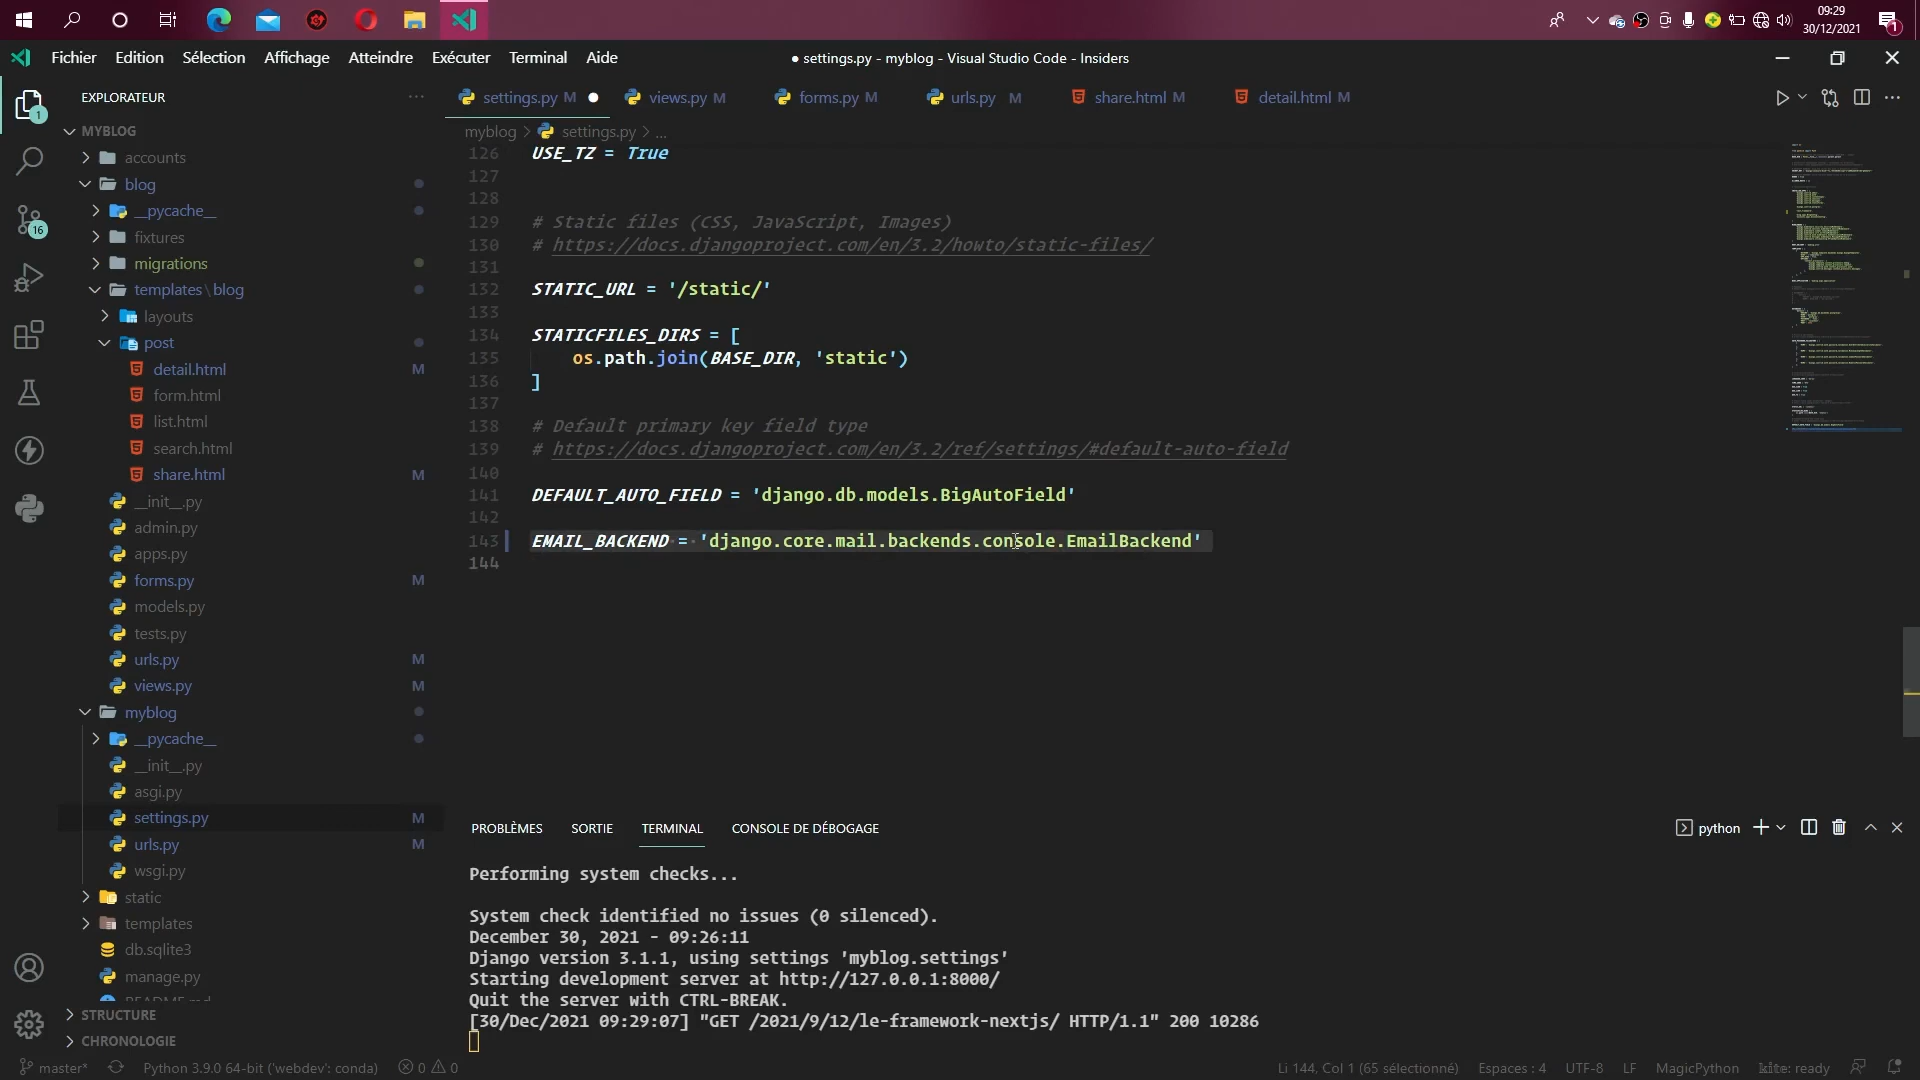 09:29
30/12/2021
1
Fichier Edition Sélection Affichage Atteindre Exécuter Terminal Aide
● settings.py - myblog - Visual Studio Code - Insiders
EXPLORATEUR
settings.py M
views.py M
forms.py M
urls.py M
share.html M
detail.html M
1
16
MYBLOG
accounts
blog
__pycache__
fixtures
migrations
templates\blog
layouts
post
detail.html M
form.html
list.html
search.html
share.html M
__init__.py
admin.py
apps.py
forms.py M
models.py
tests.py
urls.py M
views.py M
myblog
__pycache__
__init__.py
asgi.py
settings.py M
urls.py M
wsgi.py
static
templates
db.sqlite3
manage.py
README.md
STRUCTURE
CHRONOLOGIE
myblog > settings.py > ...
126 USE_TZ = True
127
128
129 # Static files (CSS, JavaScript, Images)
130 # https://docs.djangoproject.com/en/3.2/howto/static-files/
131
132 STATIC_URL = '/static/'
133
134 STATICFILES_DIRS = [
135 os.path.join(BASE_DIR, 'static')
136 ]
137
138 # Default primary key field type
139 # https://docs.djangoproject.com/en/3.2/ref/settings/#default-auto-field
140
141 DEFAULT_AUTO_FIELD = 'django.db.models.BigAutoField'
142
143 EMAIL_BACKEND = 'django.core.mail.backends.console.EmailBackend'
144
PROBLÈMES SORTIE TERMINAL CONSOLE DE DÉBOGAGE
python
Performing system checks...
System check identified no issues (0 silenced).
December 30, 2021 - 09:26:11
Django version 3.1.1, using settings 'myblog.settings'
Starting development server at http://127.0.0.1:8000/
Quit the server with CTRL-BREAK.
[30/Dec/2021 09:29:07] "GET /2021/9/12/le-framework-nextjs/ HTTP/1.1" 200 10286
master* Python 3.9.0 64-bit ('webdev': conda) 0 0
Li 144, Col 1 (65 sélectionné) Espaces : 4 UTF-8 LF MagicPython kite: ready